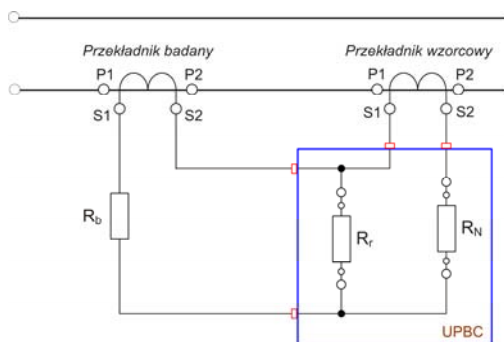 Przekładnik badany
Przekładnik wzorcowy
P1
P2
P1
P2
S1
S2
S1
S2
Rb
Rr
RN
UPBC